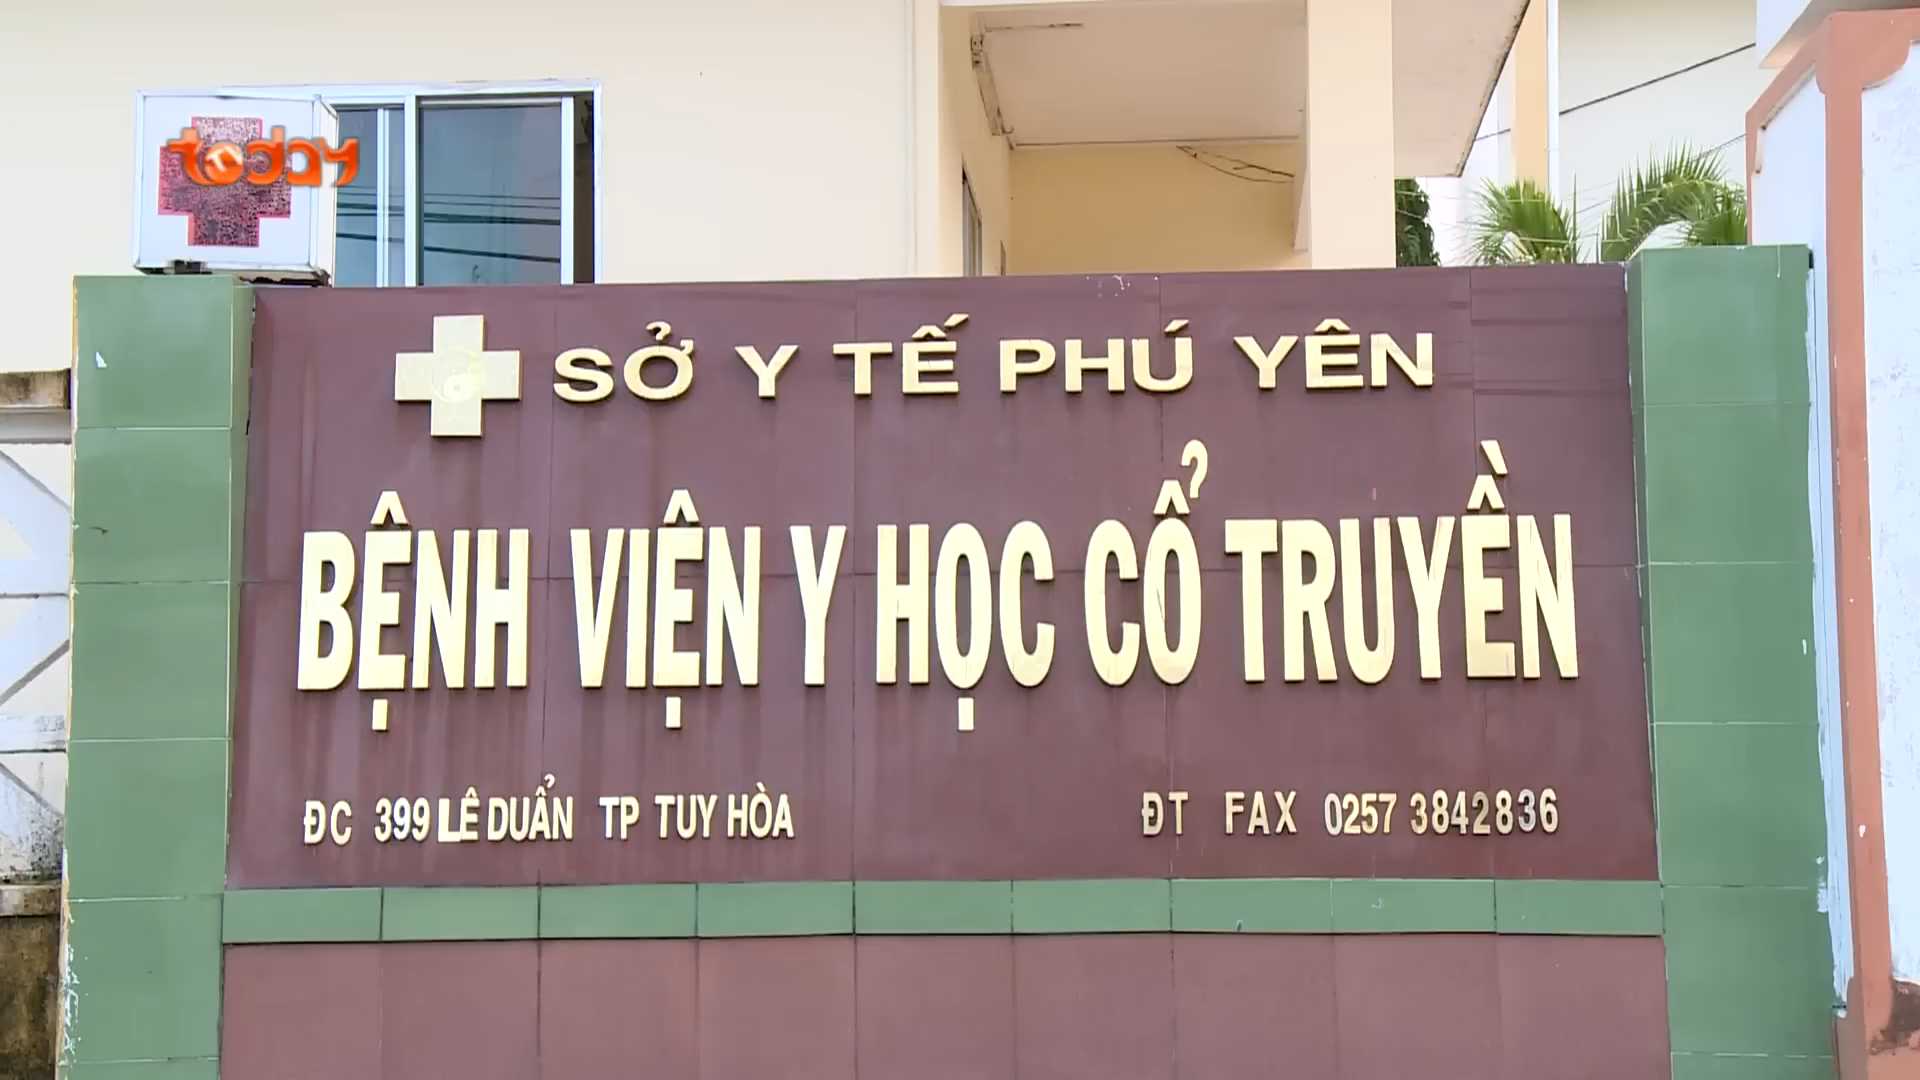 today
SỞ Y TẾ PHÚ YÊN
BỆNH VIỆN Y HỌC CỔ TRUYỀN
ĐC 399 LÊ DUẨN TP TUY HÒA
ĐT FAX 0257 3842836